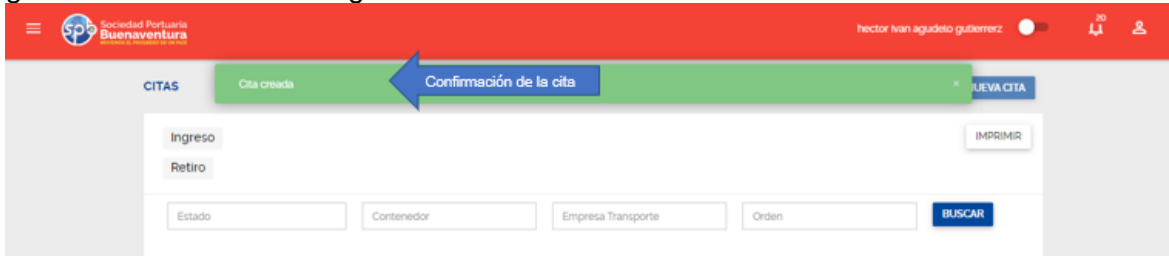 Sociedad Portuaria
Buenaventura
hector ivan agudelo gutierrerz
20
CITAS
Cita creada
Confirmación de la cita
×
UEVA CITA
Ingreso
IMPRIMIR
Retiro
Estado
Contenedor
Empresa Transporte
Orden
BUSCAR